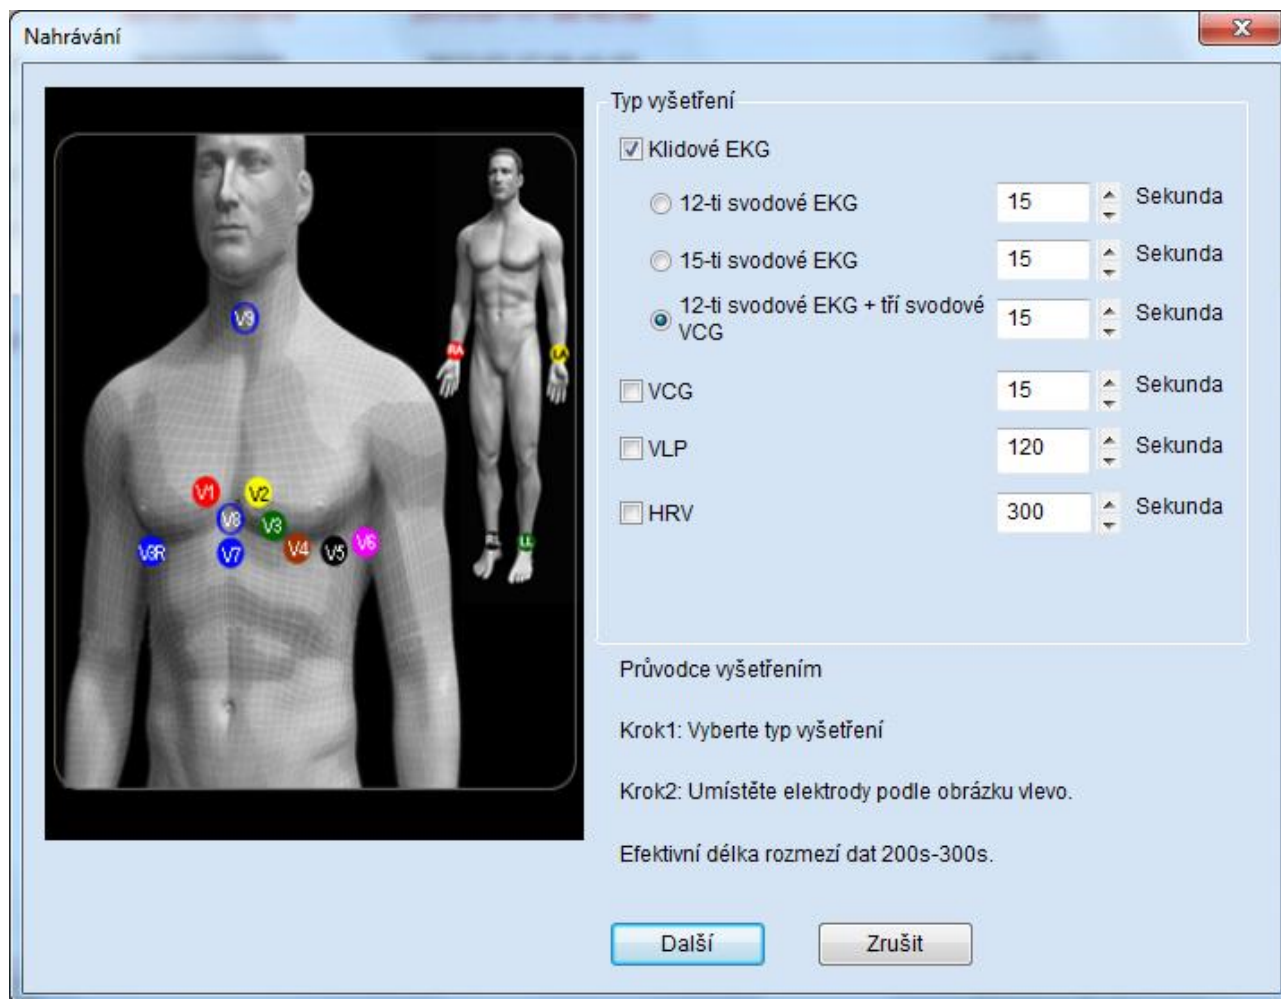 Nahrávání
Typ vyšetření
Klidové EKG
12-ti svodové EKG 15 Sekunda
15-ti svodové EKG 15 Sekunda
12-ti svodové EKG + tří svodové
VCG
15 Sekunda
VCG 15 Sekunda
VLP 120 Sekunda
HRV 300 Sekunda
V9
RA
LA
V1
V2
V8
V3
V3R
V7
V4
V5
V6
LL
Průvodce vyšetřením
Krok1: Vyberte typ vyšetření
Krok2: Umístěte elektrody podle obrázku vlevo.
Efektivní délka rozmezí dat 200s-300s.
Další
Zrušit